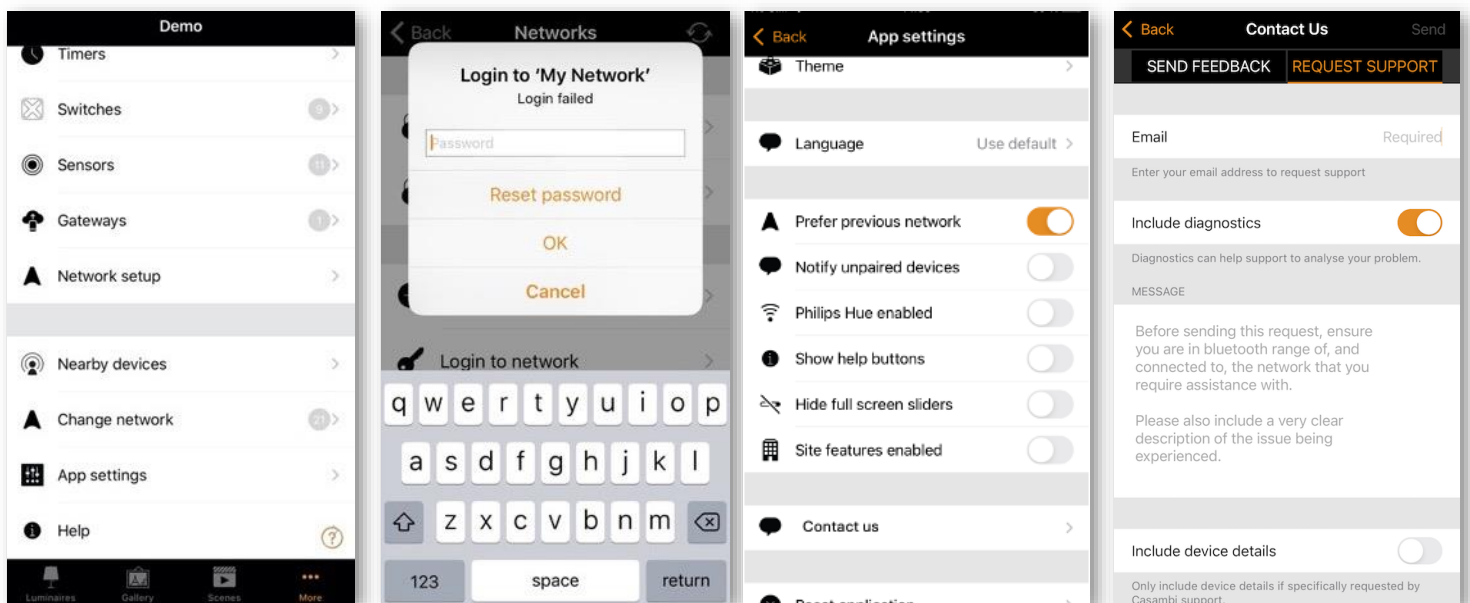 Demo
Timers
Switches 9
Sensors 11
Gateways 1
Network setup
Nearby devices
Change network 21
App settings
Help ?
Luminaires Gallery Scenes More
Back Networks
Login to ‘My Network’
Login failed
Password
Reset password
OK
Cancel
Login to network
q w e r t y u i o p
a s d f g h j k l
z x c v b n m
123 space return
Back App settings
Theme
Language Use default
Prefer previous network
Notify unpaired devices
Philips Hue enabled
Show help buttons
Hide full screen sliders
Site features enabled
Contact us
Reset application
Back Contact Us Send
SEND FEEDBACK REQUEST SUPPORT
Email Required
Enter your email address to request support
Include diagnostics
Diagnostics can help support to analyse your problem.
MESSAGE
Before sending this request, ensure
you are in bluetooth range of, and
connected to, the network that you
require assistance with.
Please also include a very clear
description of the issue being
experienced.
Include device details
Only include device details if specifically requested by
Casambi support.